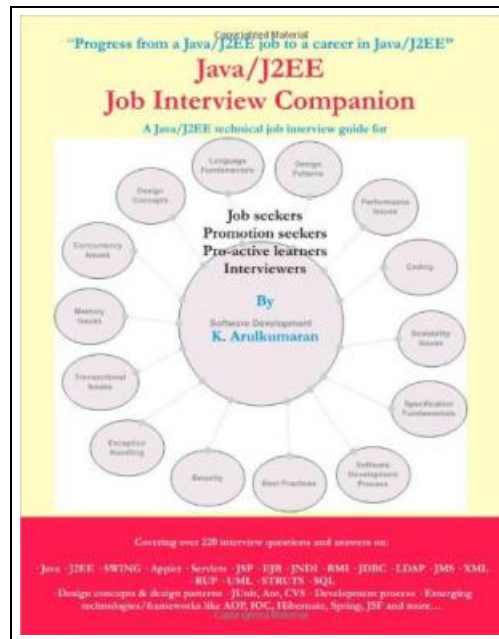 Copyrighted Material
"Progress from a Java/J2EE job to a career in Java/J2EE"
Java/J2EE
Job Interview Companion
A Java/J2EE technical job interview guide for
Language
Fundamentals
Design
Patterns
Design
Concepts
Performance
Issues
Job seekers
Promotion seekers
Pro-active learners
Interviewers
Concurrency
Issues
Coding
By
Memory
Issues
Software Development
K. Arulkumaran
Scalability
Issues
Transactional
Issues
Specification
Fundamentals
Exception
Handling
Security
Best Practices
Software
Development
Process
Covering over 220 interview questions and answers on:
· Java · J2EE · SWING · Applet · Servlets · JSP · EJB · JNDI · RMI · JDBC · LDAP · JMS · XML
· RUP · UML · STRUTS · SQL
· Design concepts & design patterns · JUnit, Ant, CVS · Development process · Emerging
technologies/frameworks like AOP, IOC, Hibernate, Spring, JSF and more...
Copyrighted Material